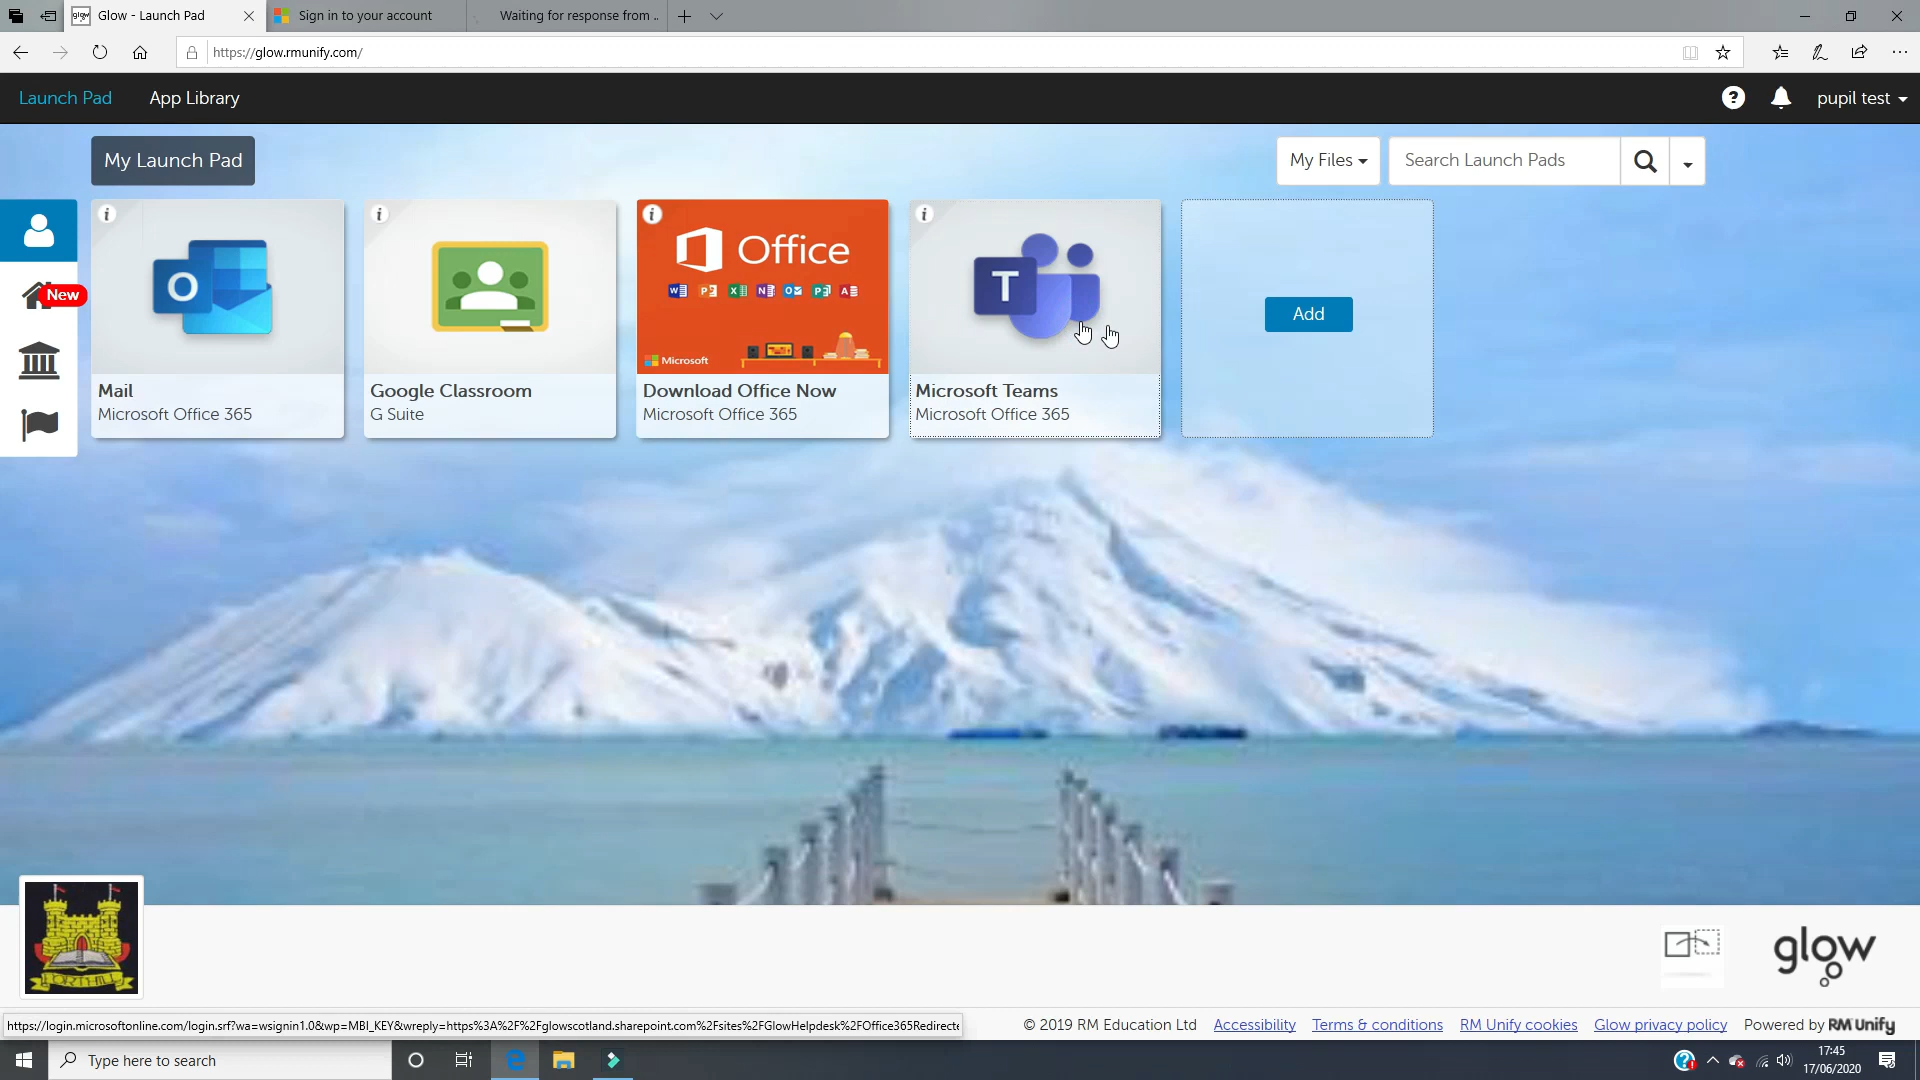 Glow - Launch Pad
Sign in to your account
Waiting for response from ..
https://glow.rmunify.com/
Launch Pad
App Library
?
pupil test
My Launch Pad
My Files
Search Launch Pads
New
Mail
Microsoft Office 365
Google Classroom
G Suite
Office
Microsoft
Download Office Now
Microsoft Office 365
T
Microsoft Teams
Microsoft Office 365
Add
glow
https://login.microsoftonline.com/login.srf?wa=wsignin1.0&wp=MBI_KEY&wreply=https%3A%2F%2Fglowscotland.sharepoint.com%2Fsites%2FGlowHelpdesk%2FOffice365Redirecte
© 2019 RM Education Ltd
Accessibility
Terms & conditions
RM Unify cookies
Glow privacy policy
Powered by RM Unify
Type here to search
17:45
17/06/2020